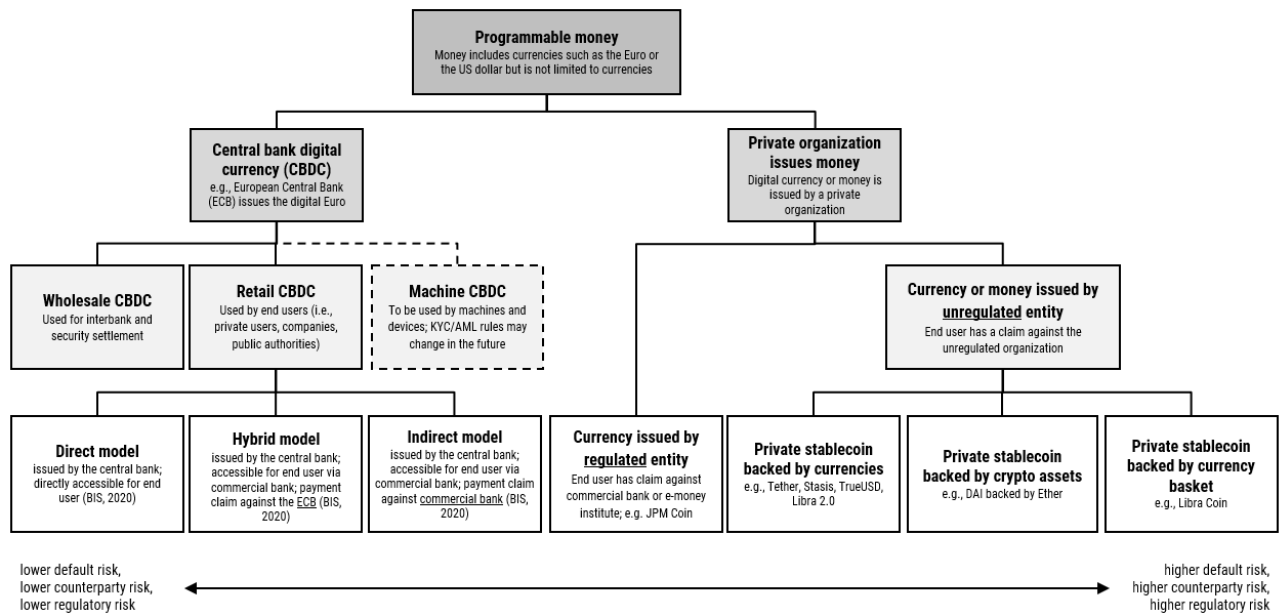 Programmable money
Money includes currencies such as the Euro or
the US dollar but is not limited to currencies
Central bank digital
currency (CBDC)
e.g., European Central Bank
(ECB) issues the digital Euro
Private organization
issues money
Digital currency or money is
issued by a private
organization
Wholesale CBDC
Used for interbank and
security settlement
Retail CBDC
Used by end users (i.e.,
private users, companies,
public authorities)
Machine CBDC
To be used by machines and
devices; KYC/AML rules may
change in the future
Currency or money issued by
unregulated entity
End user has a claim against the
unregulated organization
Direct model
issued by the central bank;
directly accessible for end
user (BIS, 2020)
Hybrid model
issued by the central bank;
accessible for end user via
commercial bank; payment
claim against the ECB (BIS,
2020)
Indirect model
issued by the central bank;
accessible for end user via
commercial bank; payment claim
against commercial bank (BIS,
2020)
Currency issued by
regulated entity
End user has claim against
commercial bank or e-money
institute; e.g. JPM Coin
Private stablecoin
backed by currencies
e.g., Tether, Stasis, TrueUSD,
Libra 2.0
Private stablecoin
backed by crypto assets
e.g., DAI backed by Ether
Private stablecoin
backed by currency
basket
e.g., Libra Coin
lower default risk,
lower counterparty risk,
lower regulatory risk
higher default risk,
higher counterparty risk,
higher regulatory risk